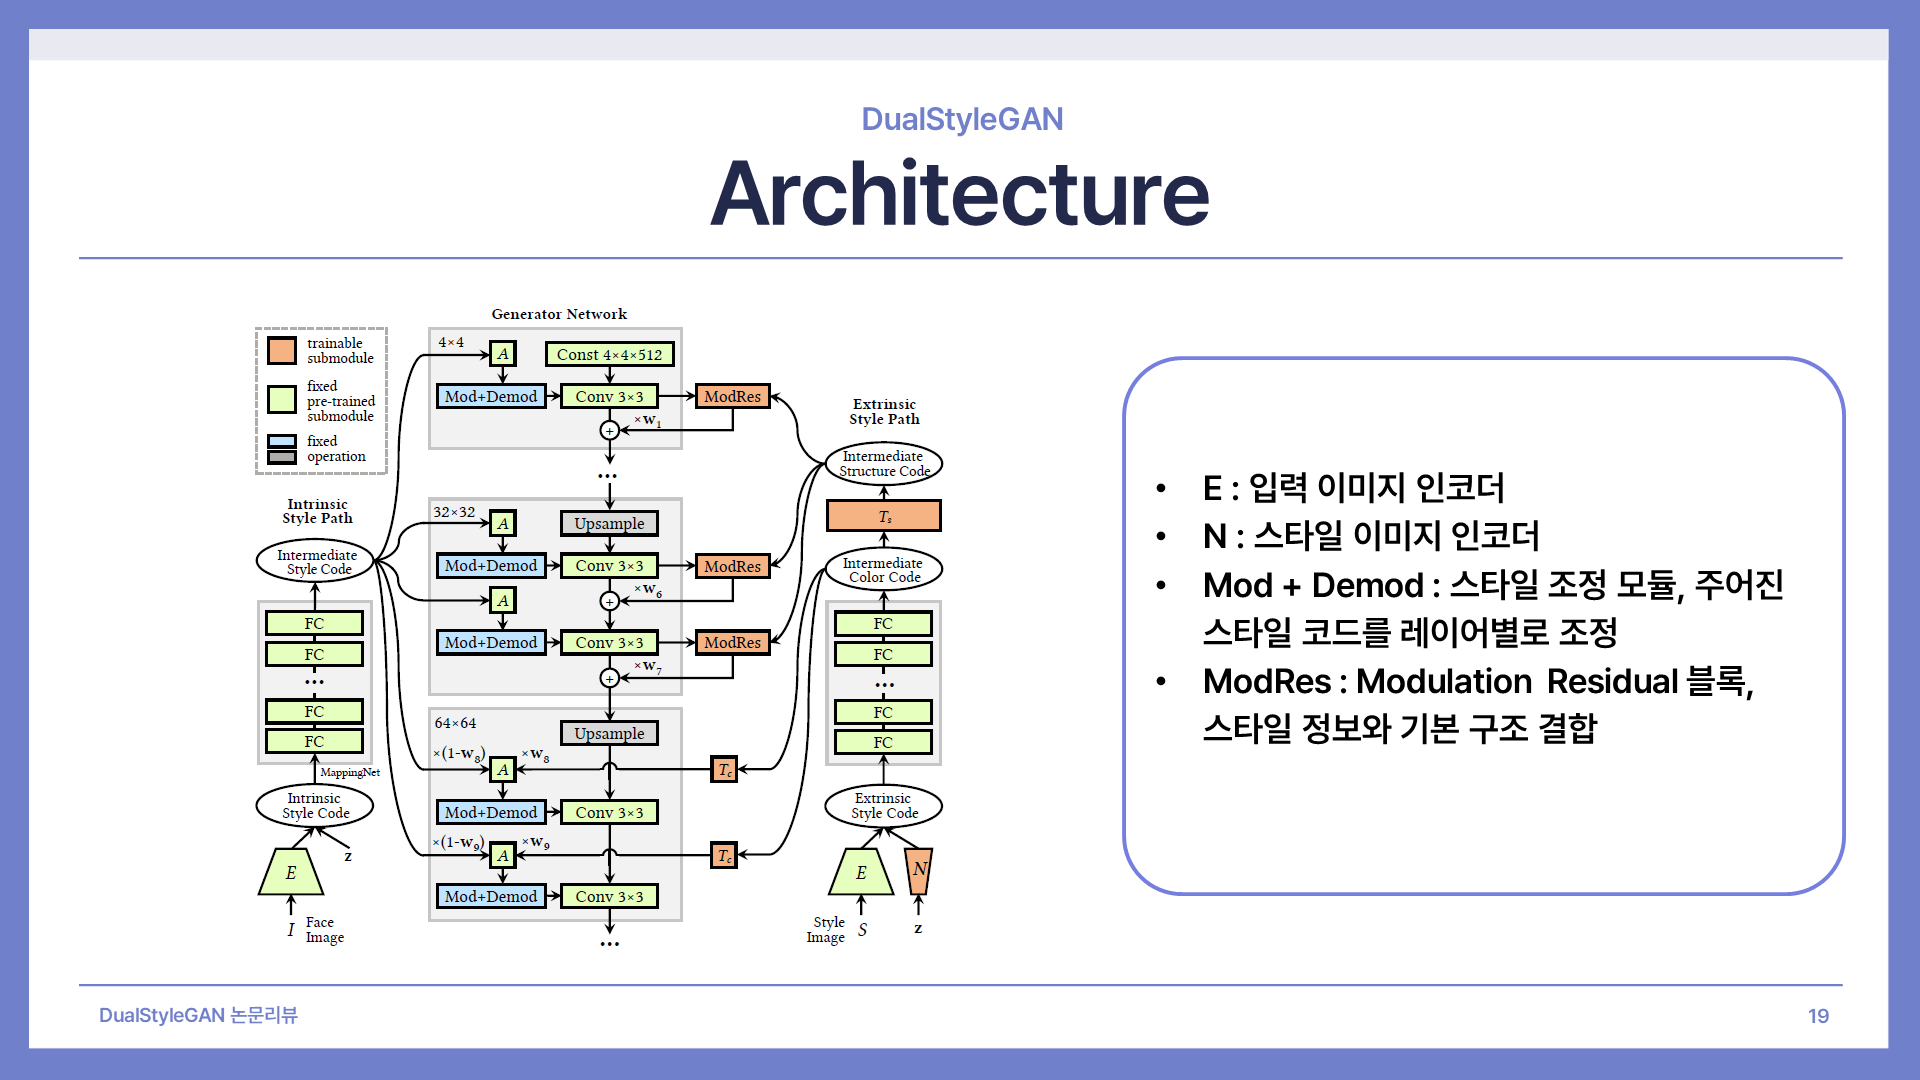 DualStyleGAN
Architecture
trainable
submodule
fixed
pre-trained
submodule
fixed
operation
Intrinsic
Style Path
Intermediate
Style Code
FC
FC
...
FC
FC
MappingNet
Intrinsic
Style Code
z
E
I
Face
Image
Generator Network
4×4
A
Const 4×4×512
Mod+Demod
Conv 3×3
ModRes
×w1
+
...
32×32
A
Upsample
Mod+Demod
Conv 3×3
ModRes
×w6
A
+
Mod+Demod
Conv 3×3
ModRes
×w7
+
64×64
Upsample
×(1-w8)
×w8
A
Tc
Mod+Demod
Conv 3×3
×(1-w9)
×w9
A
Tc
Mod+Demod
Conv 3×3
...
Extrinsic
Style Path
Intermediate
Structure Code
Ts
Intermediate
Color Code
FC
FC
...
FC
FC
Extrinsic
Style Code
E
N
Style
Image
S
z
• E : 입력 이미지 인코더
• N : 스타일 이미지 인코더
• Mod + Demod : 스타일 조정 모듈, 주어진
스타일 코드를 레이어별로 조정
• ModRes : Modulation Residual 블록,
스타일 정보와 기본 구조 결합
DualStyleGAN 논문리뷰
19